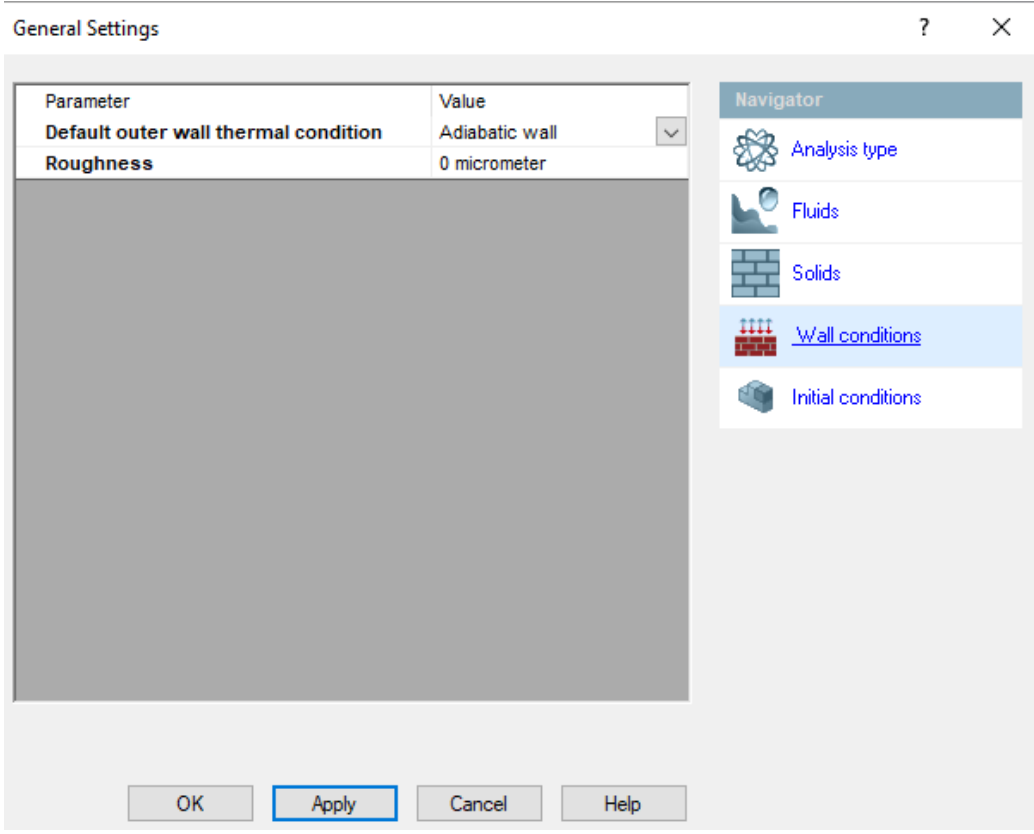 General Settings ?
Parameter Value
Default outer wall thermal condition Adiabatic wall
Roughness 0 micrometer
Navigator
Analysis type
Fluids
Solids
Wall conditions
Initial conditions
OK Apply Cancel Help